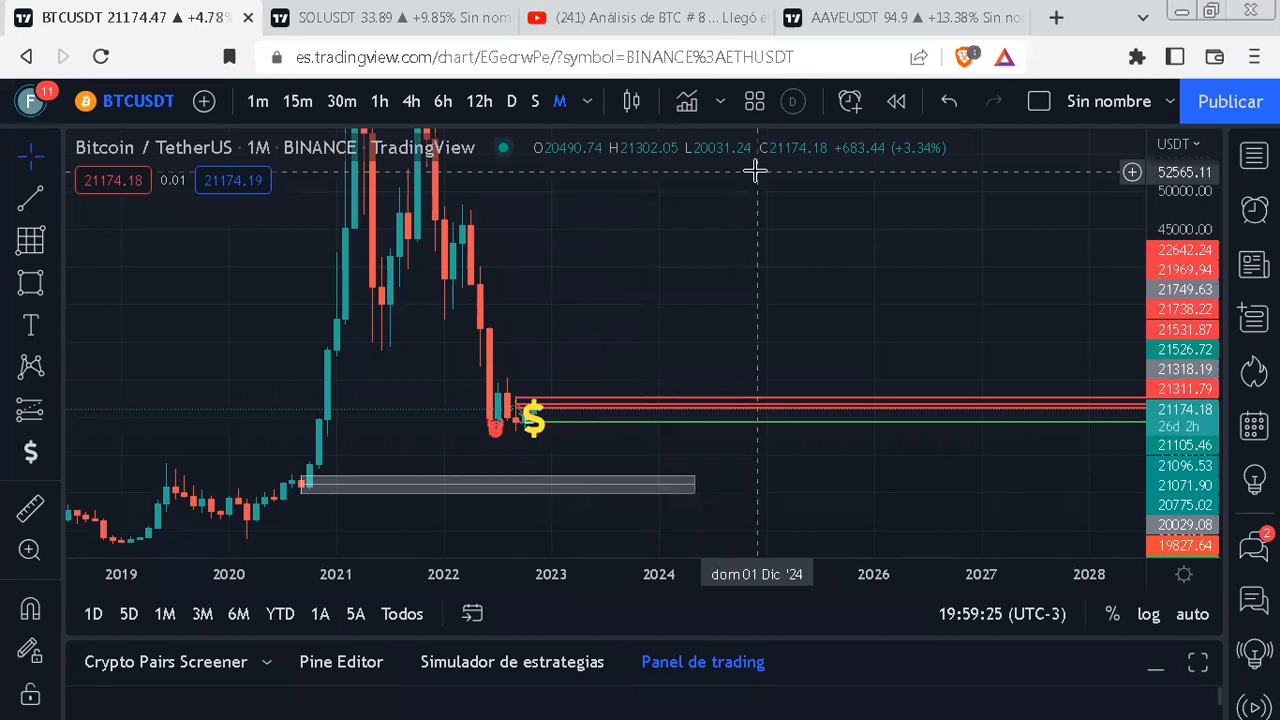 BTCUSDT 21174.47 ▲ +4.78%
SOLUSDT 33.89 ▲ +9.85% Sin nom
(241) Análisis de BTC # 8 ... Llegó e
AAVEUSDT 94.9 ▲ +13.38% Sin no
es.tradingview.com/chart/EGecrwPe/?symbol=BINANCE%3AETHUSDT
1
F
11
BTCUSDT
1m 15m 30m 1h 4h 6h 12h D S M
D
Sin nombre
Publicar
Bitcoin / TetherUS · 1M · BINANCE · TradingView
O20490.74 H21302.05 L20031.24 C21174.18 +683.44 (+3.34%)
USDT
21174.18 0.01 21174.19
52565.11
50000.00
45000.00
22642.24
21969.94
21749.63
21738.22
21531.87
21526.72
21318.19
21311.79
21174.18
26d 2h
21105.46
21096.53
21071.90
20775.02
20029.08
19827.64
$
$
T
2
2019 2020 2021 2022 2023 2024 dom 01 Dic '24 2026 2027 2028
1D 5D 1M 3M 6M YTD 1A 5A Todos
19:59:25 (UTC-3)
% log auto
Crypto Pairs Screener Pine Editor Simulador de estrategias Panel de trading